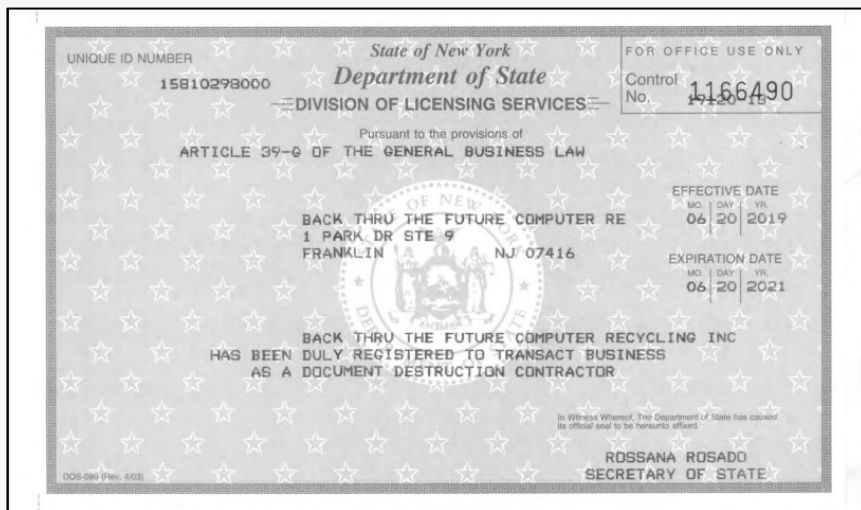 UNIQUE ID NUMBER
15810298000
State of New York
Department of State
DIVISION OF LICENSING SERVICES
FOR OFFICE USE ONLY
Control
No. 1166490
Pursuant to the provisions of
ARTICLE 39-G OF THE GENERAL BUSINESS LAW
EFFECTIVE DATE
MO. DAY YR.
06 20 2019
BACK THRU THE FUTURE COMPUTER RE
1 PARK DR STE 9
FRANKLIN NJ 07416
EXPIRATION DATE
MO. DAY YR.
06 20 2021
BACK THRU THE FUTURE COMPUTER RECYCLING INC
HAS BEEN DULY REGISTERED TO TRANSACT BUSINESS
AS A DOCUMENT DESTRUCTION CONTRACTOR
In Witness Whereof, The Department of State has caused
its official seal to be hereunto affixed.
ROSSANA ROSADO
SECRETARY OF STATE
DOS-099 (Rev. 4/03)